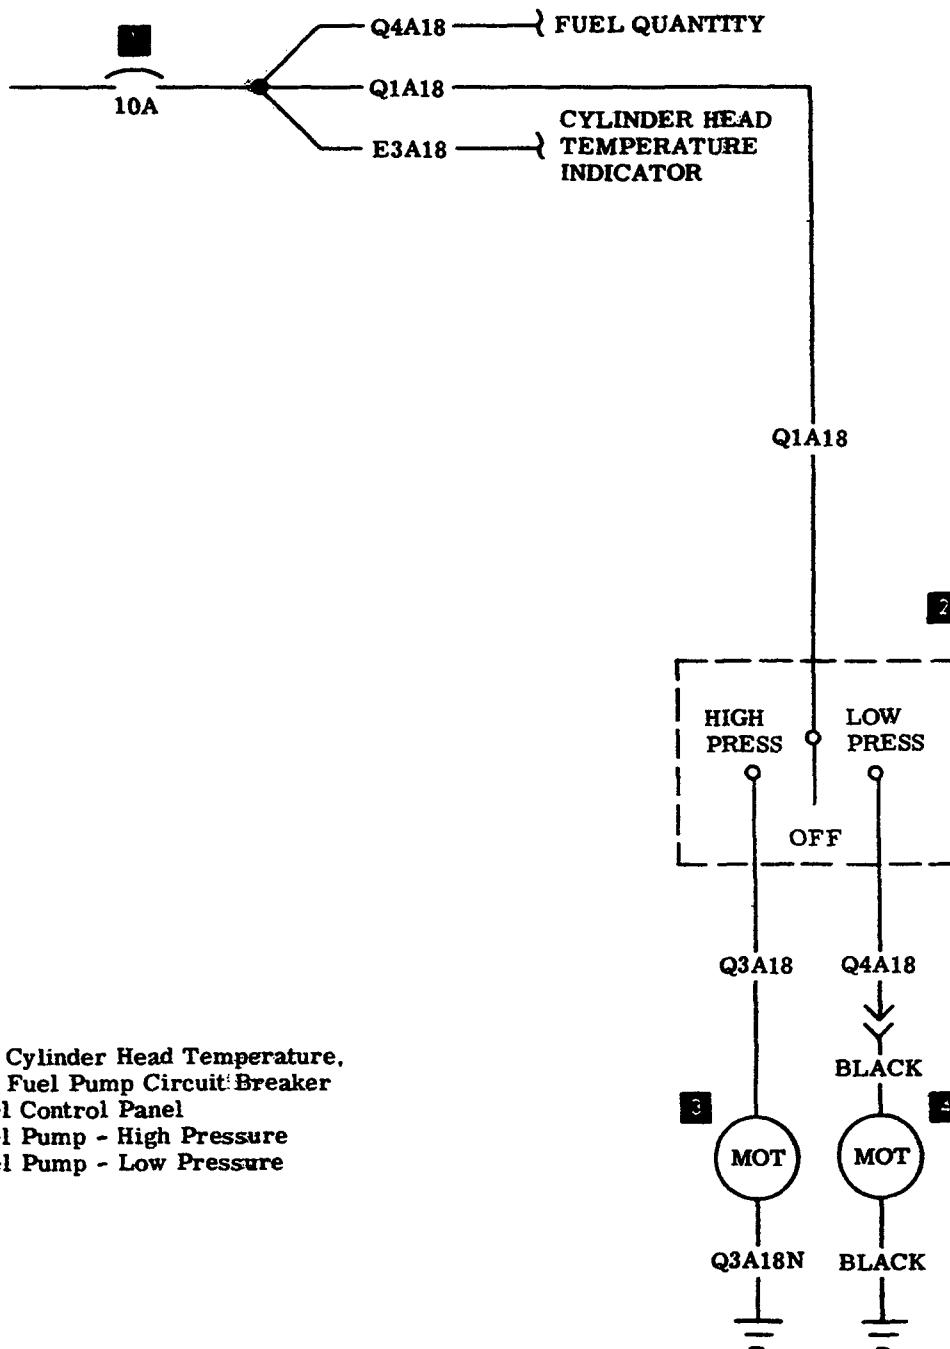 Q4A18 FUEL QUANTITY
10A
Q1A18
E3A18
CYLINDER HEAD
TEMPERATURE
INDICATOR
Q1A18
2
HIGH
PRESS
LOW
PRESS
OFF
Q3A18 Q4A18
BLACK
3
MOT MOT
Q3A18N BLACK
Cylinder Head Temperature,
Fuel Pump Circuit Breaker
l Control Panel
l Pump - High Pressure
l Pump - Low Pressure